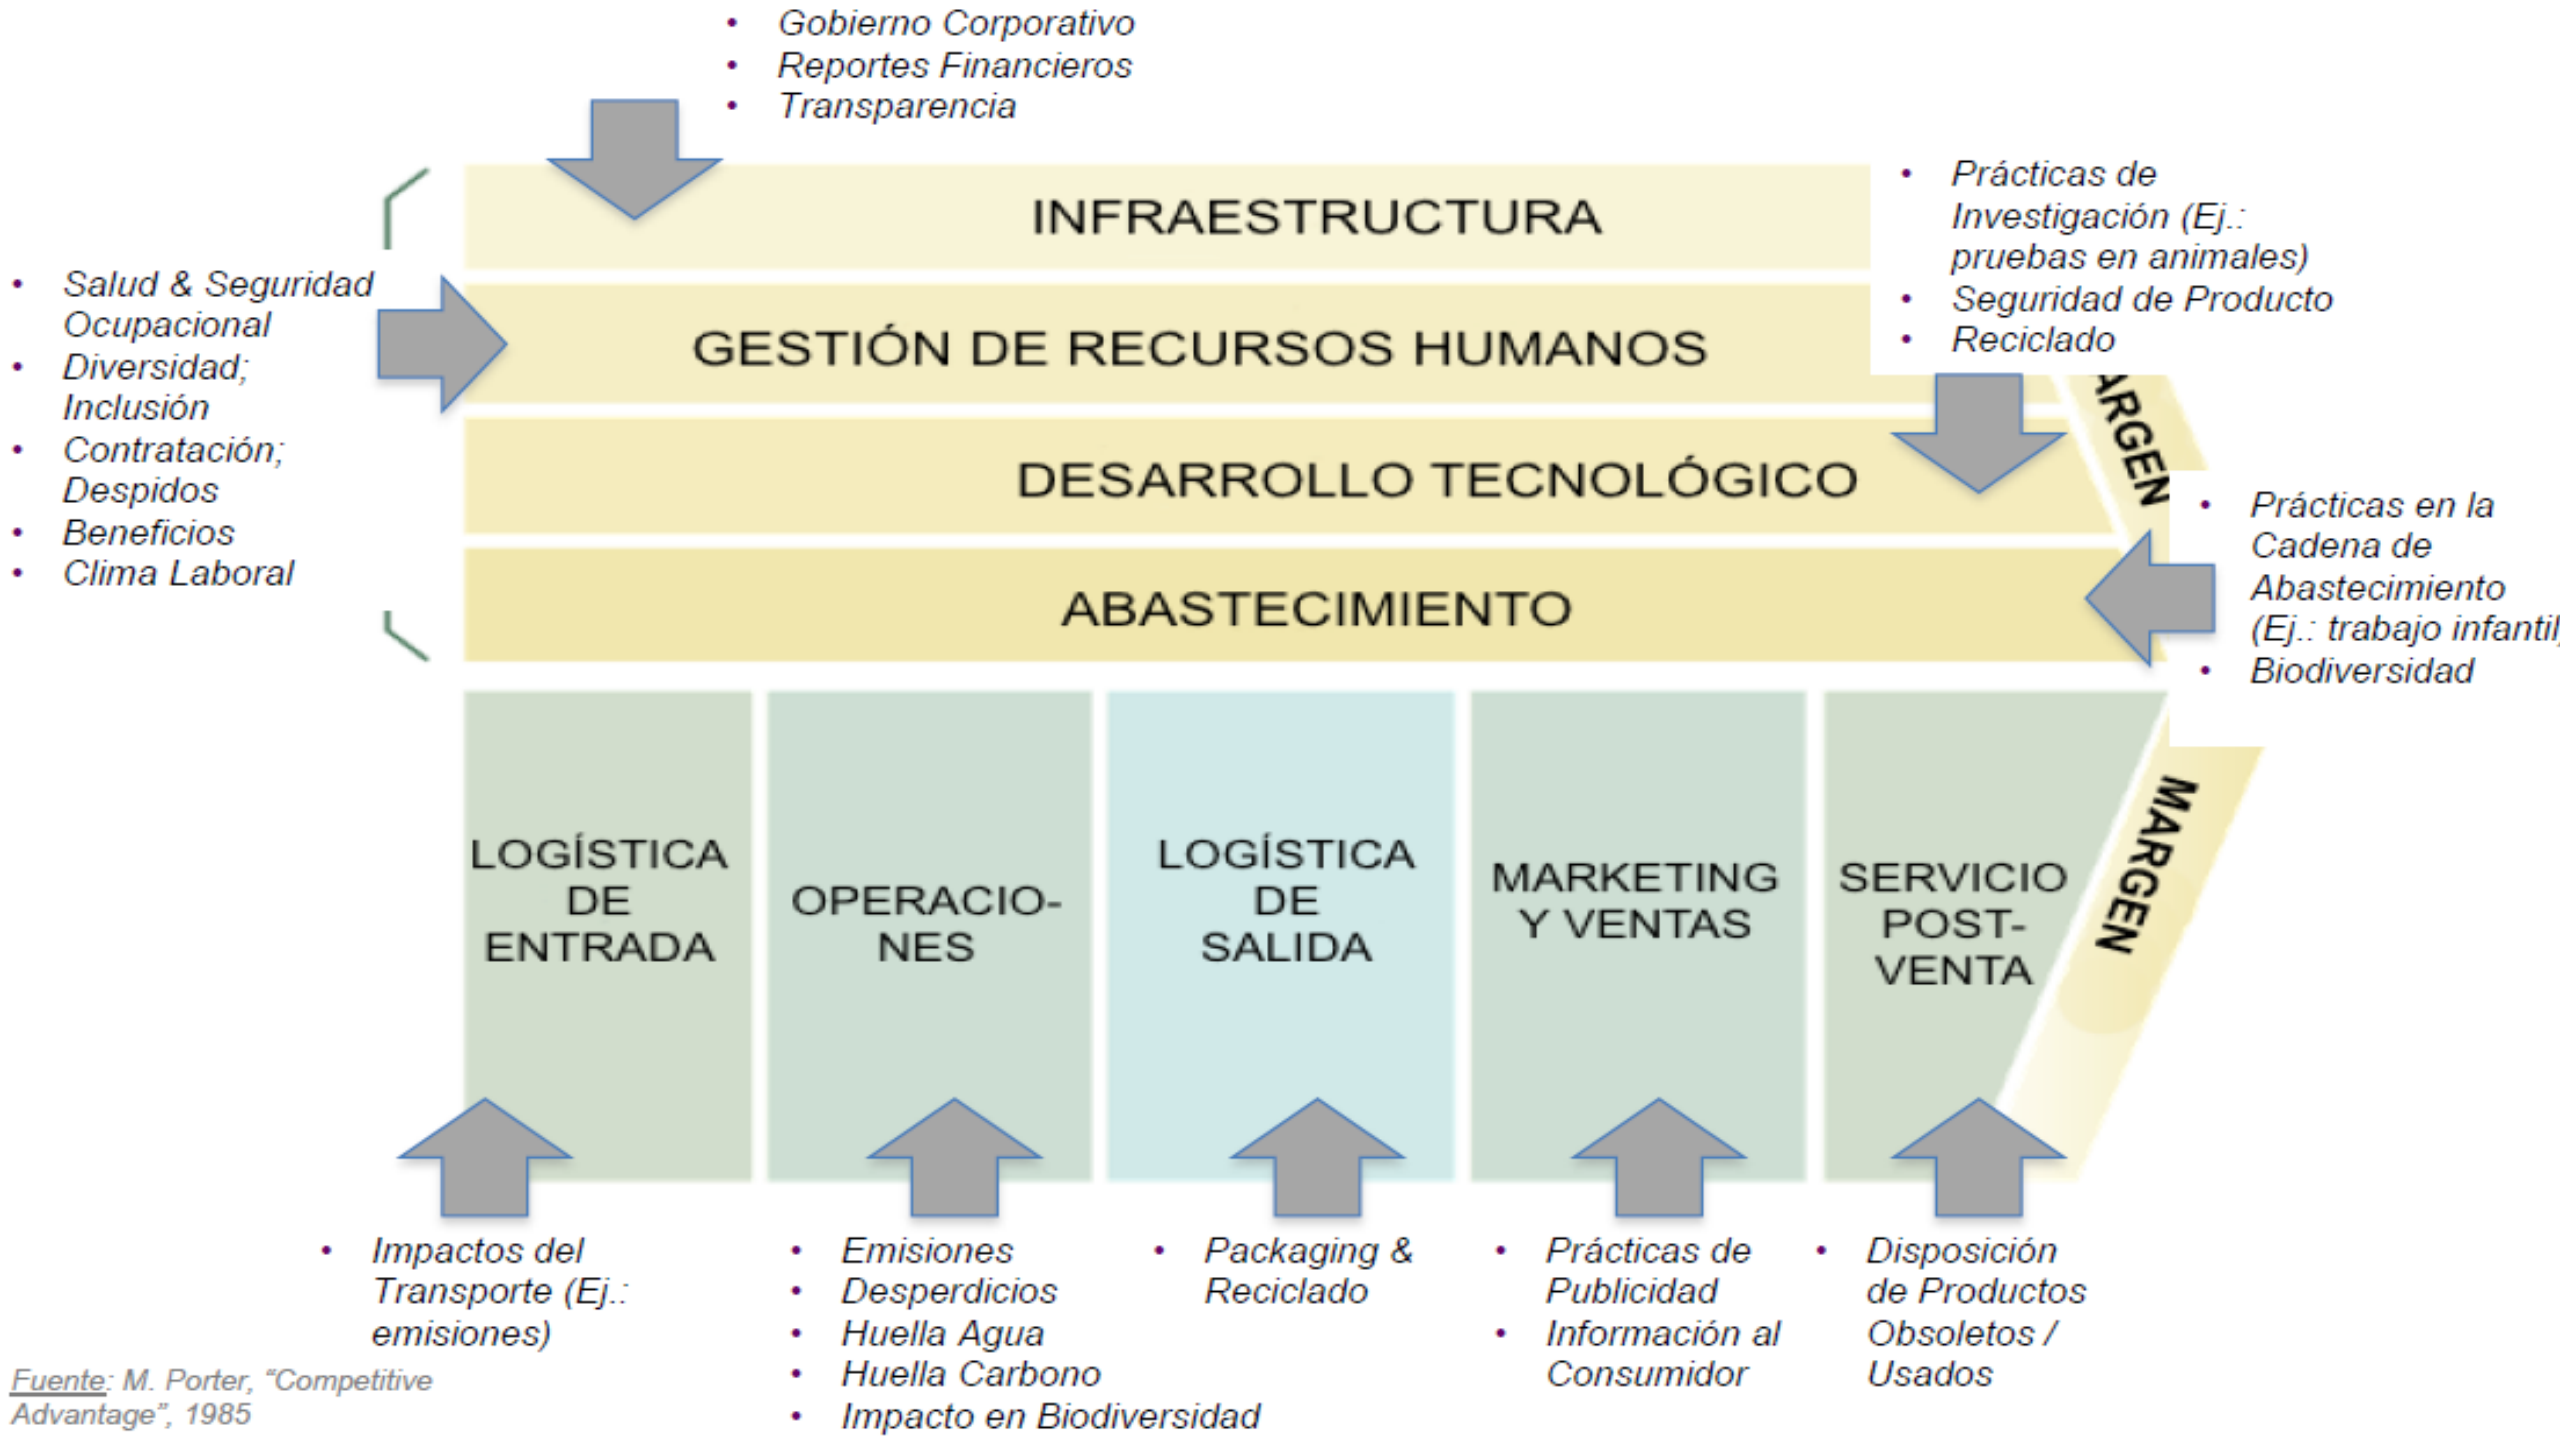 • Gobierno Corporativo
• Reportes Financieros
• Transparencia
INFRAESTRUCTURA
• Prácticas de
Investigación (Ej.:
pruebas en animales)
• Seguridad de Producto
• Reciclado
• Salud & Seguridad
Ocupacional
• Diversidad;
Inclusión
• Contratación;
Despidos
• Beneficios
• Clima Laboral
GESTIÓN DE RECURSOS HUMANOS
DESARROLLO TECNOLÓGICO
ARGEN
• Prácticas en la
Cadena de
Abastecimiento
(Ej.: trabajo infantil)
• Biodiversidad
ABASTECIMIENTO
LOGÍSTICA
DE
ENTRADA
OPERACIO-
NES
LOGÍSTICA
DE
SALIDA
MARKETING
Y VENTAS
SERVICIO
POST-
VENTA
MARGEN
• Impactos del
Transporte (Ej.:
emisiones)
• Emisiones
• Desperdicios
• Huella Agua
• Huella Carbono
• Impacto en Biodiversidad
• Packaging &
Reciclado
• Prácticas de
Publicidad
• Información al
Consumidor
• Disposición
de Productos
Obsoletos /
Usados
Fuente: M. Porter, “Competitive
Advantage”, 1985